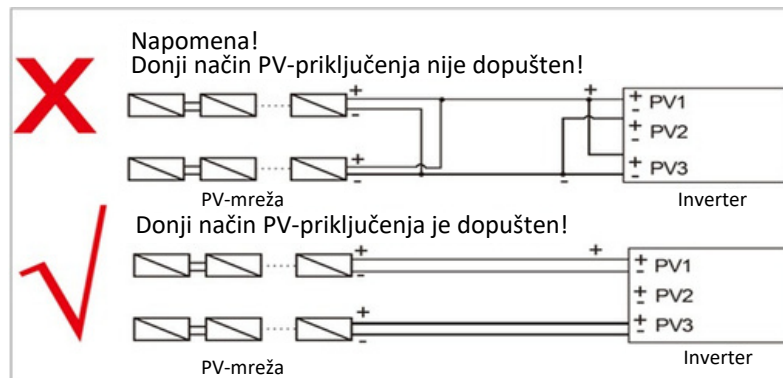 Napomena!
Donji način PV-priključenja nije dopušten!
+ + + PV1
- -
+ PV2
-
+ + PV3
- - -
PV-mreža Inverter
Donji način PV-priključenja je dopušten!
+ + + PV1
- -
+ PV2
-
+ + PV3
- -
PV-mreža Inverter